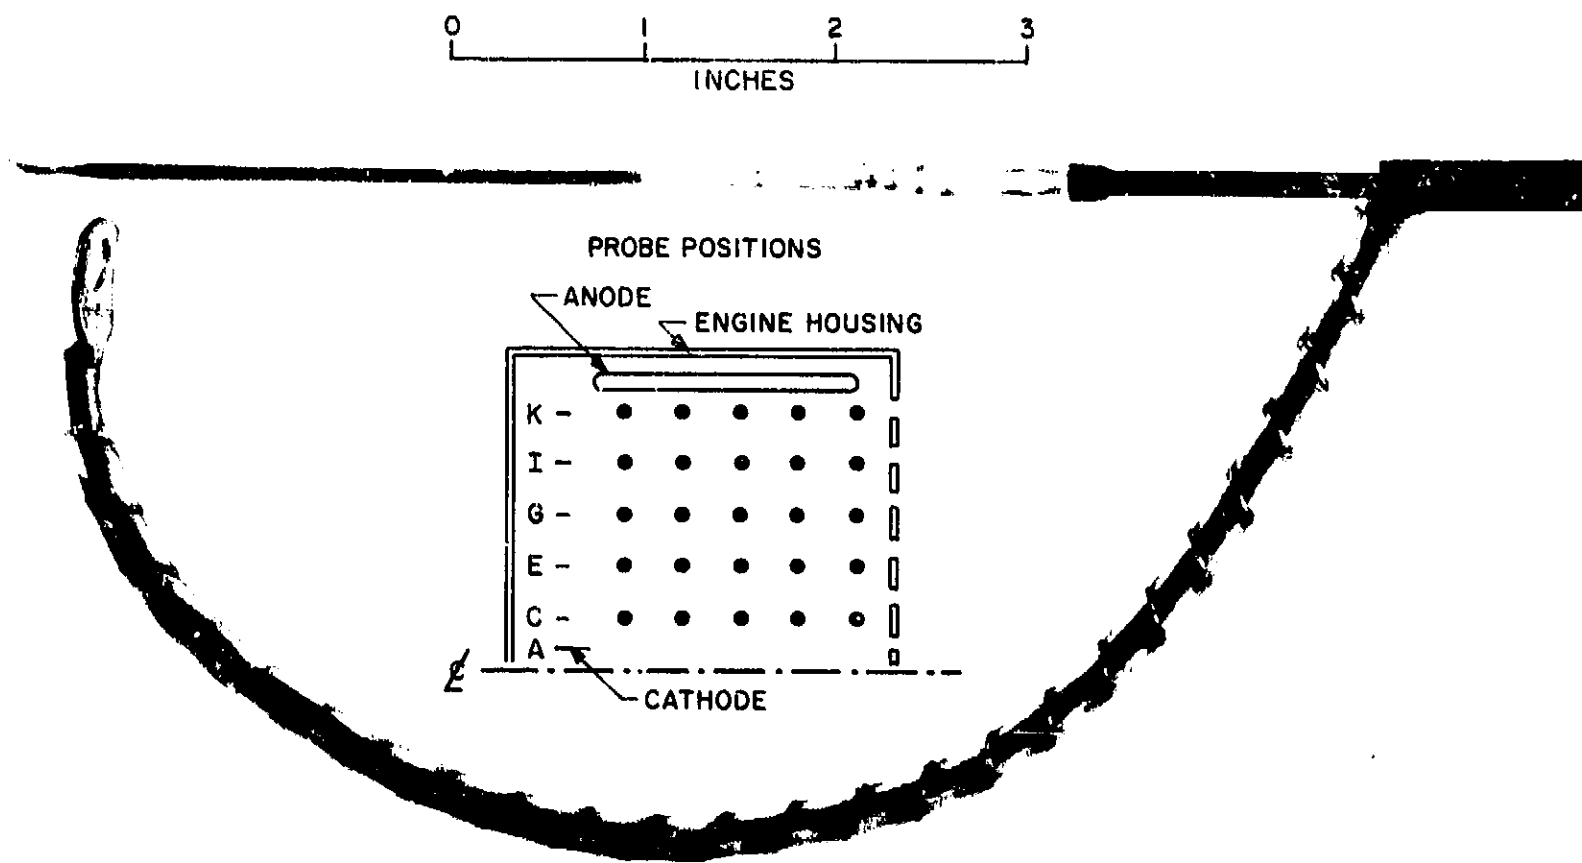 0 1 2 3
INCHES
PROBE POSITIONS
ANODE
ENGINE HOUSING
K -
I -
G -
E -
C -
A
℄
CATHODE